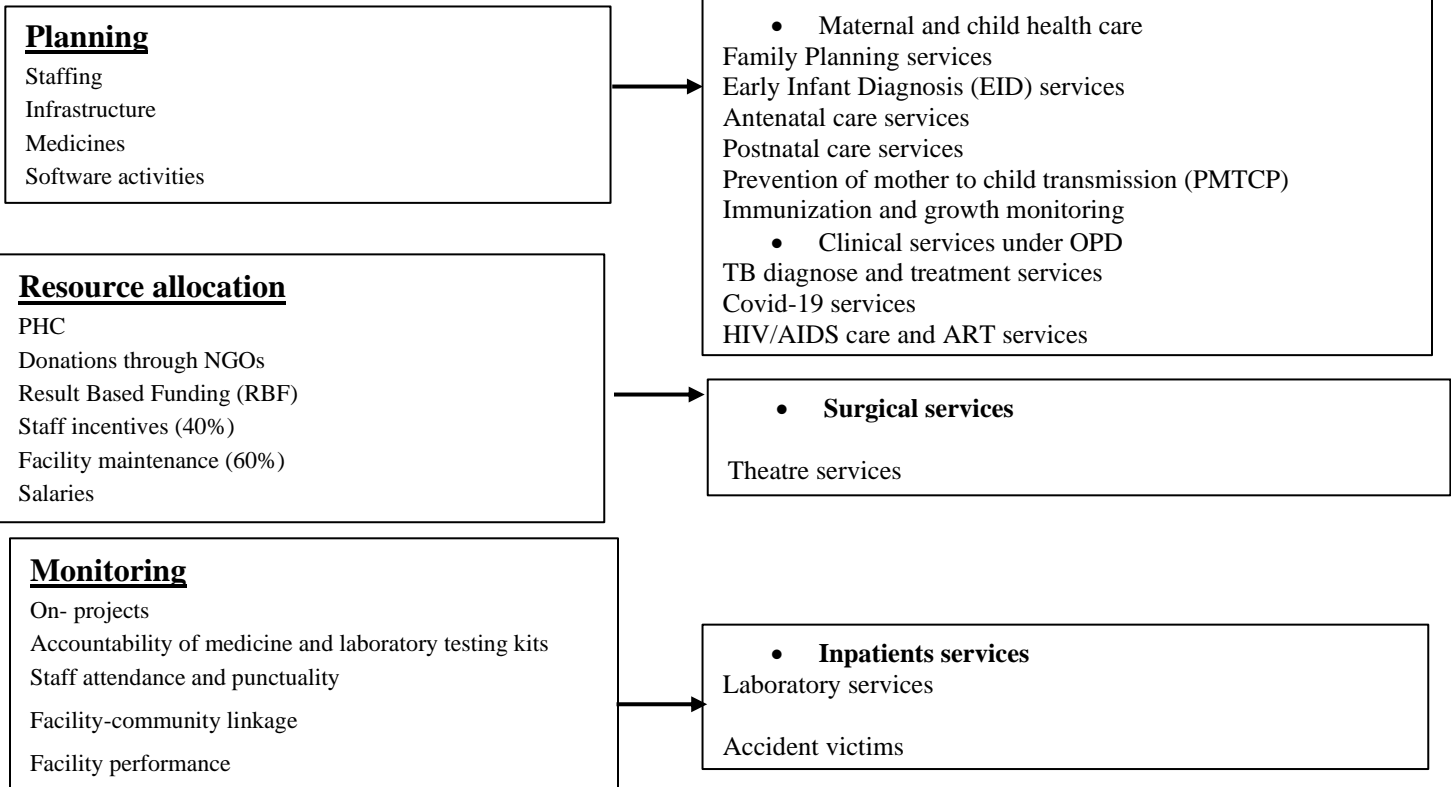 Planning
Staffing
Infrastructure
Medicines
Software activities
• Maternal and child health care
Family Planning services
Early Infant Diagnosis (EID) services
Antenatal care services
Postnatal care services
Prevention of mother to child transmission (PMTCP)
Immunization and growth monitoring
• Clinical services under OPD
TB diagnose and treatment services
Covid-19 services
HIV/AIDS care and ART services
Resource allocation
PHC
Donations through NGOs
Result Based Funding (RBF)
Staff incentives (40%)
Facility maintenance (60%)
Salaries
• Surgical services
Theatre services
Monitoring
On- projects
Accountability of medicine and laboratory testing kits
Staff attendance and punctuality
Facility-community linkage
Facility performance
• Inpatients services
Laboratory services
Accident victims